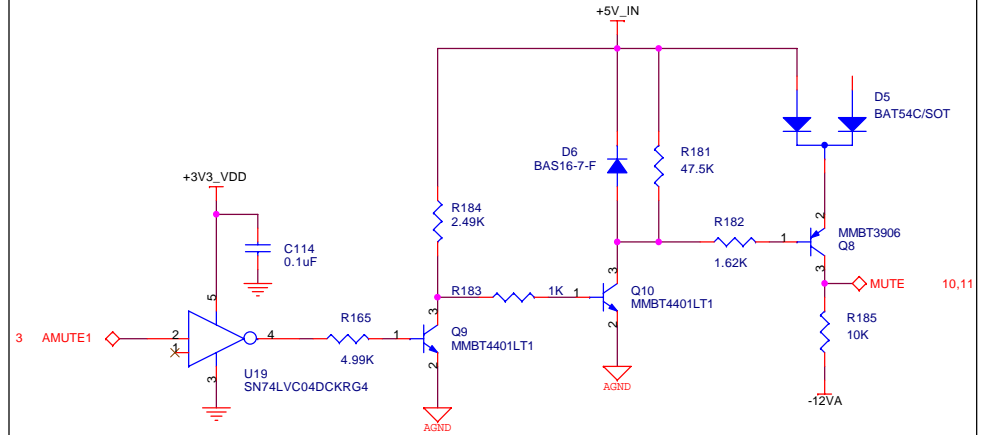 +5V_IN
D5
BAT54C/SOT
D6
BAS16-7-F
R181
47.5K
+3V3_VDD
R184
2.49K
C114
0.1uF
R182
1.62K
1
2
MMBT3906
Q8
3
MUTE 10,11
R183 1K 1
3
Q10
MMBT4401LT1
2
AGND
R185
10K
-12VA
3 AMUTE1
2
1
5
4
3
U19
SN74LVC04DCKRG4
R165
4.99K
1
3
Q9
MMBT4401LT1
2
AGND